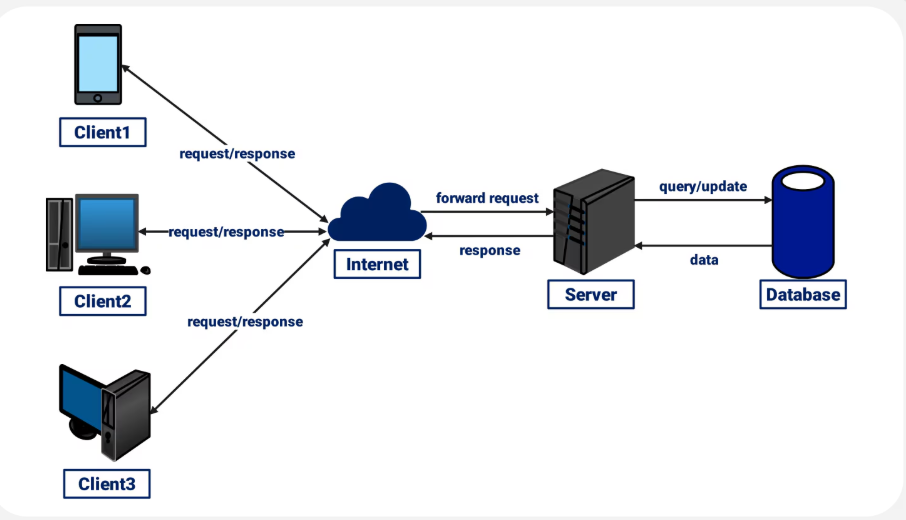 Client1
request/response
Client2
request/response
request/response
Client3
Internet
forward request
response
Server
query/update
data
Database